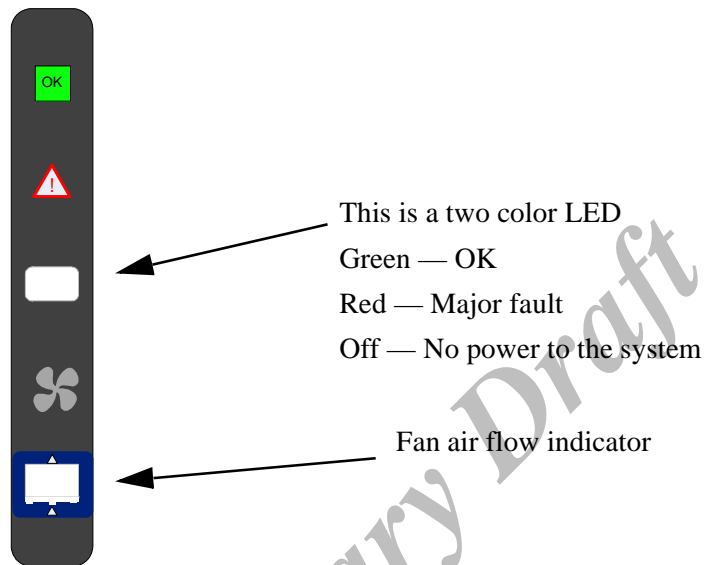 OK
!
This is a two color LED
Green — OK
Red — Major fault
Off — No power to the system
Fan air flow indicator
Draft